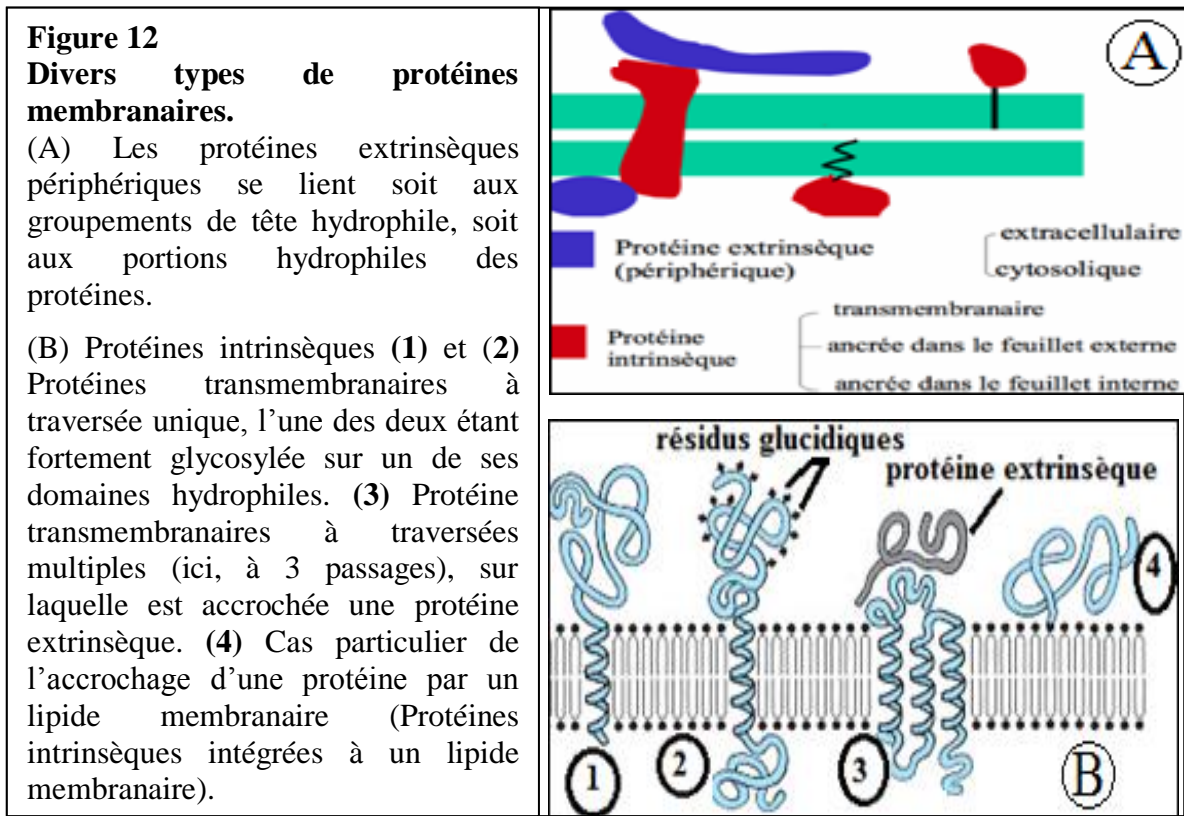 Figure 12
Divers types de protéines
membranaires.
(A) Les protéines extrinsèques
périphériques se lient soit aux
groupements de tête hydrophile, soit
aux portions hydrophiles des
protéines.
(B) Protéines intrinsèques (1) et (2)
Protéines transmembranaires à
traversée unique, l’une des deux étant
fortement glycosylée sur un de ses
domaines hydrophiles. (3) Protéine
transmembranaires à traversées
multiples (ici, à 3 passages), sur
laquelle est accrochée une protéine
extrinsèque. (4) Cas particulier de
l’accrochage d’une protéine par un
lipide membranaire (Protéines
intrinsèques intégrées à un lipide
membranaire).
A
Protéine extrinsèque
(périphérique)
extracellulaire
cytosolique
Protéine
intrinsèque
transmembranaire
ancrée dans le feuillet externe
ancrée dans le feuillet interne
résidus glucidiques
protéine extrinsèque
1
2
3
4
B